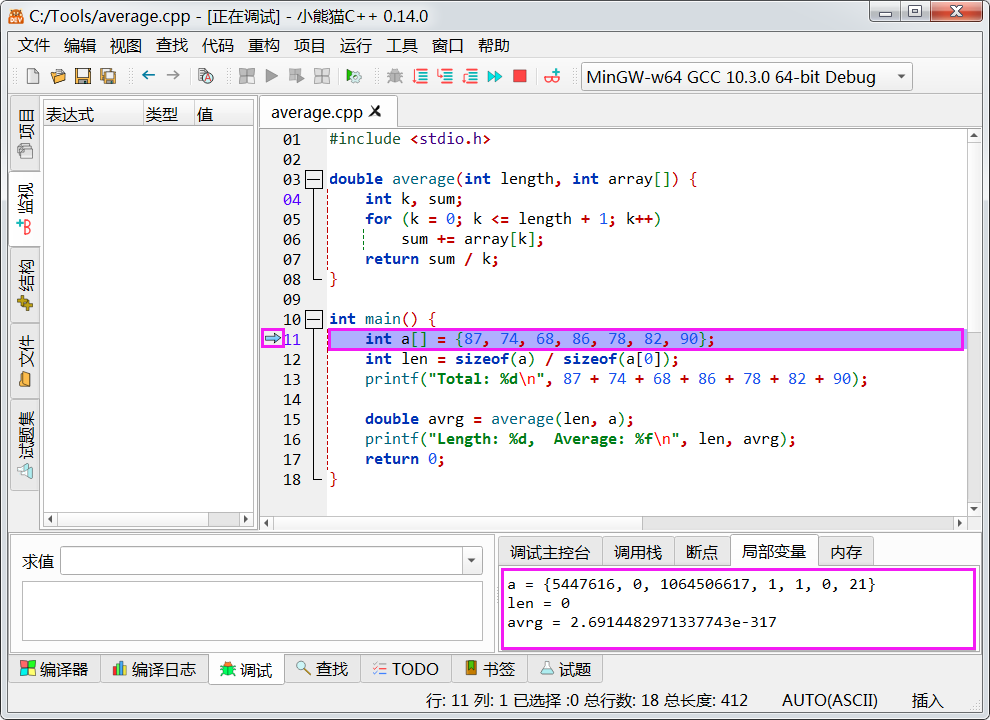 C:/Tools/average.cpp - [正在调试] - 小熊猫C++ 0.14.0
文件 编辑 视图 查找 代码 重构 项目 运行 工具 窗口 帮助
MinGW-w64 GCC 10.3.0 64-bit Debug
项目
监视
结构
文件
试题集
表达式 类型 值
average.cpp
01 #include <stdio.h>
02
03 double average(int length, int array[]) {
04 int k, sum;
05 for (k = 0; k <= length + 1; k++)
06 sum += array[k];
07 return sum / k;
08 }
09
10 int main() {
11 int a[] = {87, 74, 68, 86, 78, 82, 90};
12 int len = sizeof(a) / sizeof(a[0]);
13 printf("Total: %d\n", 87 + 74 + 68 + 86 + 78 + 82 + 90);
14
15 double avrg = average(len, a);
16 printf("Length: %d,  Average: %f\n", len, avrg);
17 return 0;
18 }
求值
调试主控台 调用栈 断点 局部变量 内存
a = {5447616, 0, 1064506617, 1, 1, 0, 21}
len = 0
avrg = 2.6914482971337743e-317
编译器 编译日志 调试 查找 TODO 书签 试题
行: 11 列: 1 已选择 :0 总行数: 18 总长度: 412 AUTO(ASCII) 插入